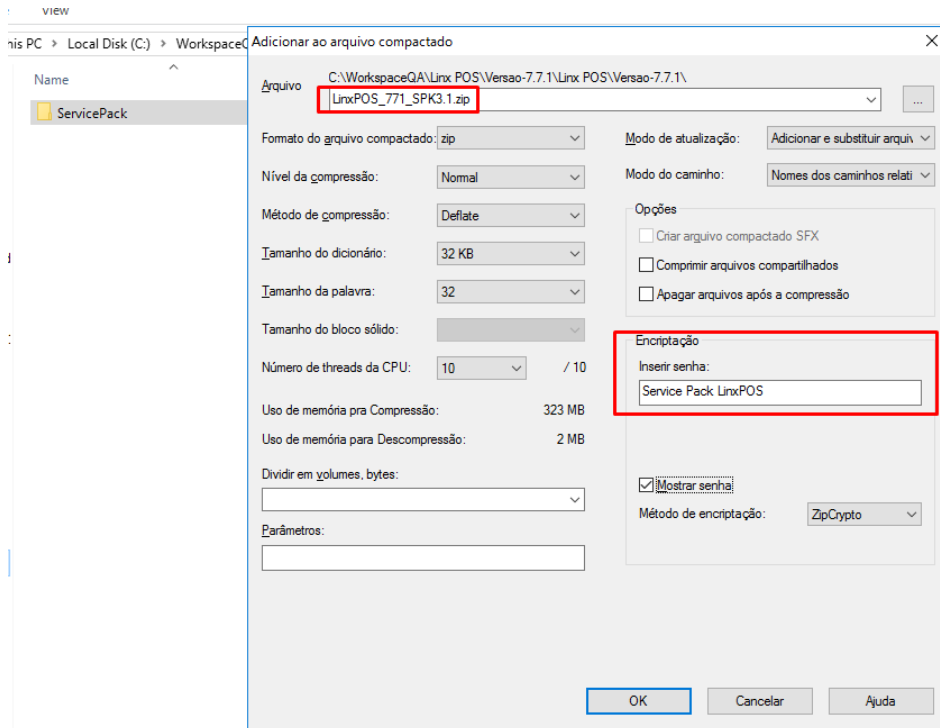 View
his PC > Local Disk (C:) > WorkspaceQ
Name
ServicePack
Adicionar ao arquivo compactado
Arquivo
C:\WorkspaceQA\Linx POS\Versao-7.7.1\Linx POS\Versao-7.7.1\
LinxPOS_771_SPK3.1.zip
...
Formato do arquivo compactado: zip
Nível da compressão: Normal
Método de compressão: Deflate
Tamanho do dicionário: 32 KB
Tamanho da palavra: 32
Tamanho do bloco sólido:
Número de threads da CPU: 10 / 10
Uso de memória pra Compressão: 323 MB
Uso de memória para Descompressão: 2 MB
Dividir em volumes, bytes:
Parâmetros:
Modo de atualização: Adicionar e substituir arquiv
Modo do caminho: Nomes dos caminhos relati
Opções
Criar arquivo compactado SFX
Comprimir arquivos compartilhados
Apagar arquivos após a compressão
Encriptação
Inserir senha:
Service Pack LinxPOS
Mostrar senha
Método de encriptação: ZipCrypto
OK
Cancelar
Ajuda